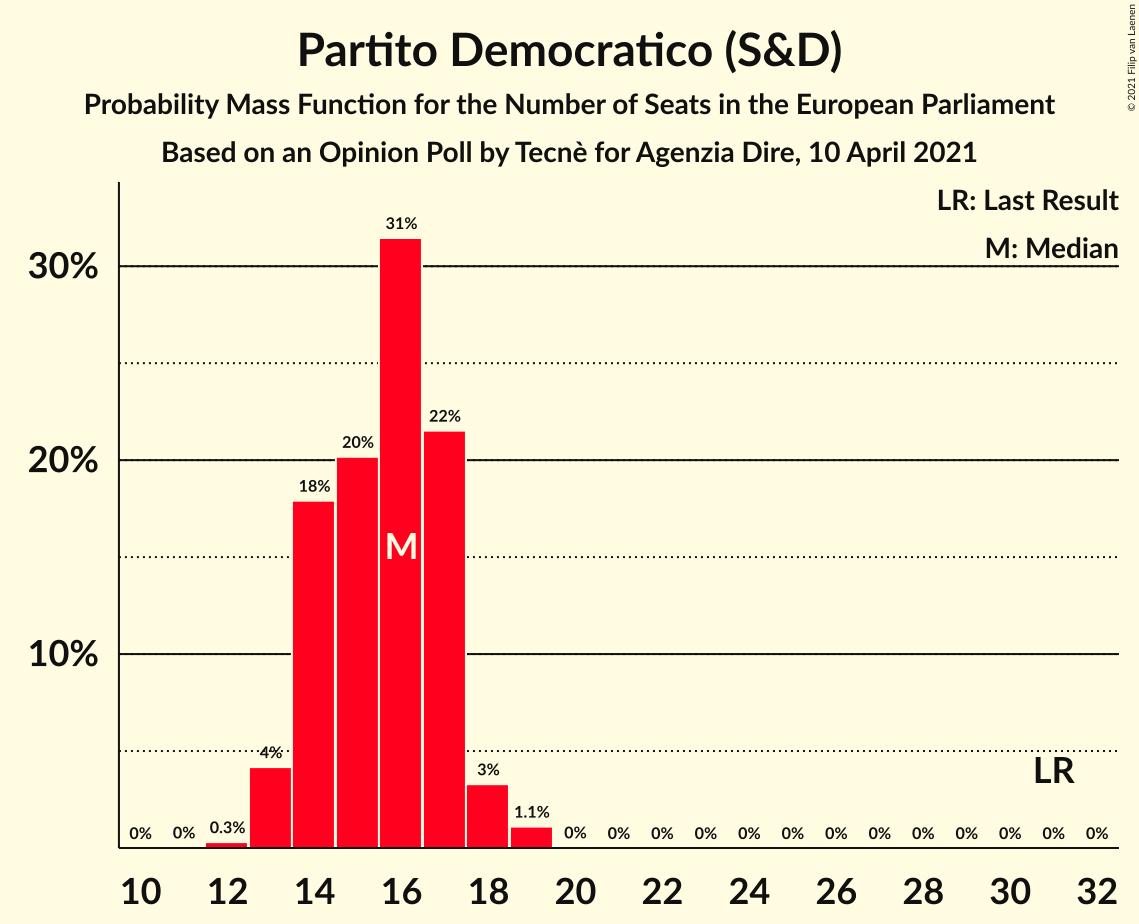 Partito Democratico (S&D)
Probability Mass Function for the Number of Seats in the European Parliament
Based on an Opinion Poll by Tecnè for Agenzia Dire, 10 April 2021
© 2021 Filip van Laenen
LR: Last Result
M: Median
30%
20%
10%
0% 0% 0.3% 4% 18% 20% 31% 22% 3% 1.1% 0% 0% 0% 0% 0% 0% 0% 0% 0% 0% 0% 0% 0%
M
LR
10 12 14 16 18 20 22 24 26 28 30 32